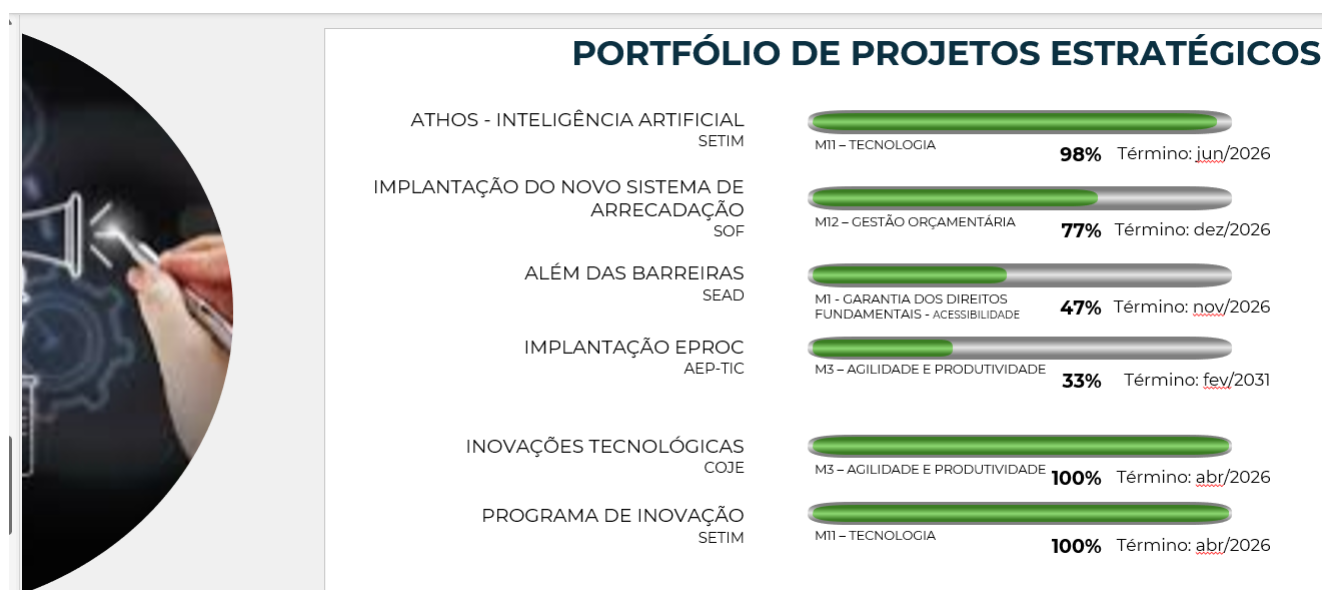 PORTFÓLIO DE PROJETOS ESTRATÉGICOS
ATHOS - INTELIGÊNCIA ARTIFICIAL
SETIM
M11 – TECNOLOGIA
98% Término: jun/2026
IMPLANTAÇÃO DO NOVO SISTEMA DE
ARRECADAÇÃO
SOF
M12 – GESTÃO ORÇAMENTÁRIA
77% Término: dez/2026
ALÉM DAS BARREIRAS
SEAD
M1 - GARANTIA DOS DIREITOS
FUNDAMENTAIS - ACESSIBILIDADE
47% Término: nov/2026
IMPLANTAÇÃO EPROC
AEP-TIC
M3 – AGILIDADE E PRODUTIVIDADE
33% Término: fev/2031
INOVAÇÕES TECNOLÓGICAS
COJE
M3 – AGILIDADE E PRODUTIVIDADE
100% Término: abr/2026
PROGRAMA DE INOVAÇÃO
SETIM
M11 – TECNOLOGIA
100% Término: abr/2026